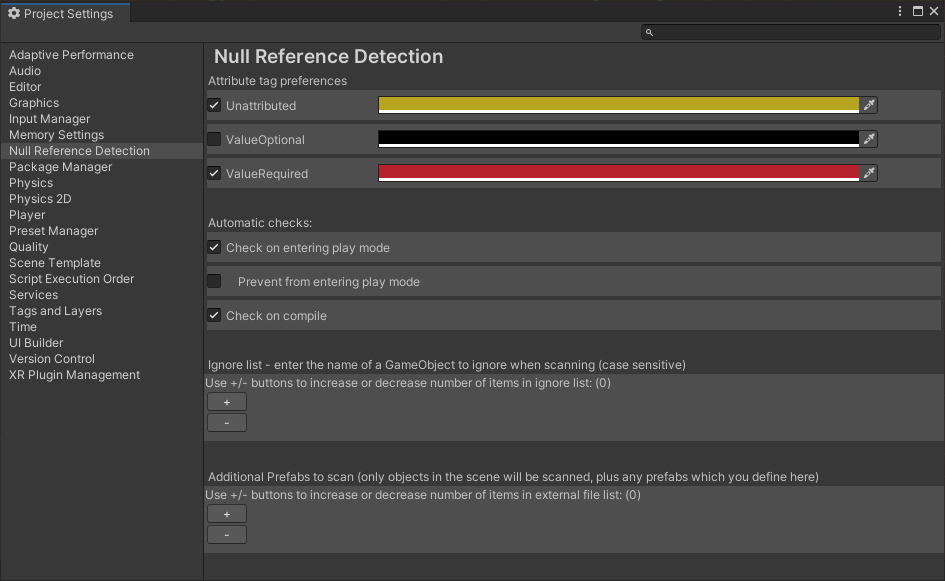 Project Settings
Adaptive Performance
Audio
Editor
Graphics
Input Manager
Memory Settings
Null Reference Detection
Package Manager
Physics
Physics 2D
Player
Preset Manager
Quality
Scene Template
Script Execution Order
Services
Tags and Layers
Time
UI Builder
Version Control
XR Plugin Management
Null Reference Detection
Attribute tag preferences
Unattributed
ValueOptional
ValueRequired
Automatic checks:
Check on entering play mode
Prevent from entering play mode
Check on compile
Ignore list - enter the name of a GameObject to ignore when scanning (case sensitive)
Use +/- buttons to increase or decrease number of items in ignore list: (0)
+
-
Additional Prefabs to scan (only objects in the scene will be scanned, plus any prefabs which you define here)
Use +/- buttons to increase or decrease number of items in external file list: (0)
+
-